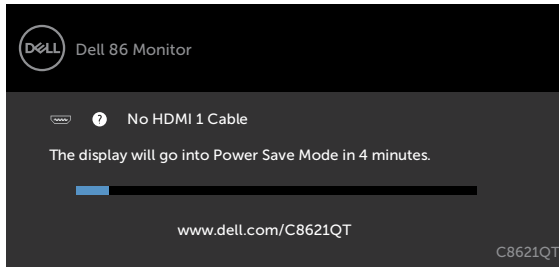 DELL
Dell 86 Monitor
? No HDMI 1 Cable
The display will go into Power Save Mode in 4 minutes.
www.dell.com/C8621QT
C8621QT